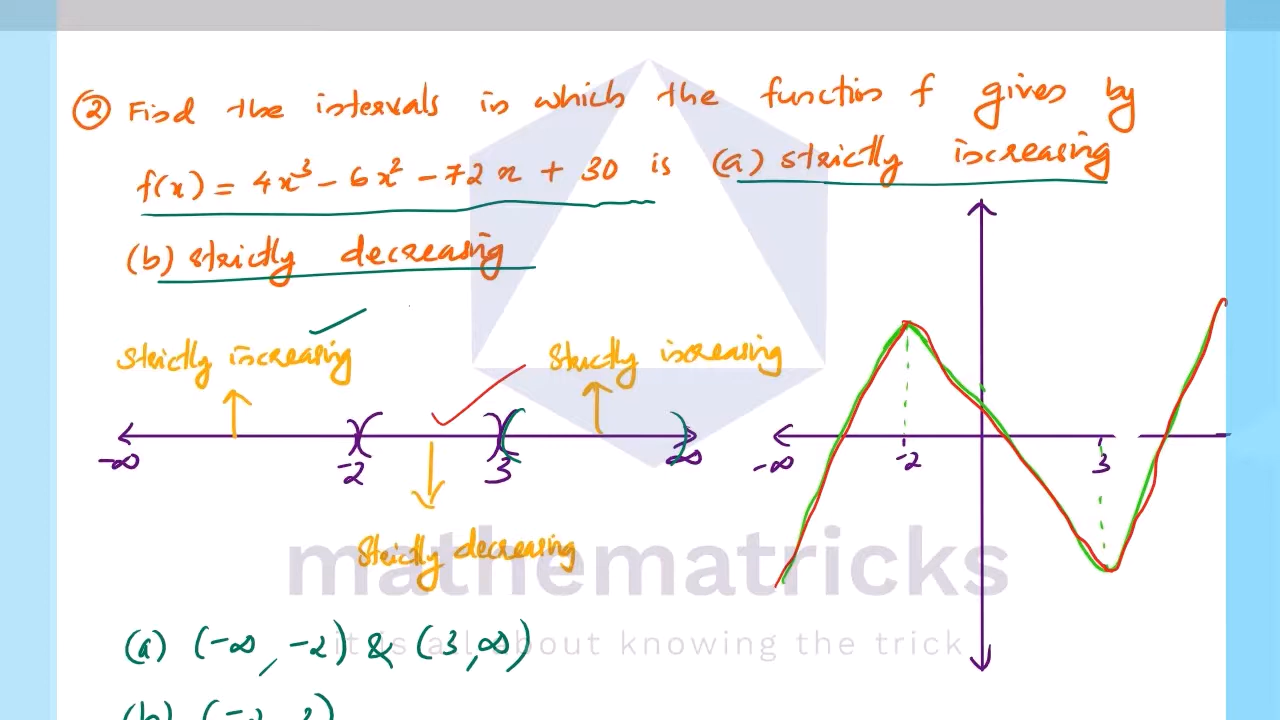 ② Find the intervals in which the function f given by
f(x) = 4x³ - 6x² - 72x + 30 is (a) strictly increasing
(b) strictly decreasing
strictly increasing
strictly increasing
-∞ -2 3 ∞
-∞ -2 3
strictly decreasing
mathematricks
it is all about knowing the trick
(a) (-∞, -2) & (3, ∞)
(b)